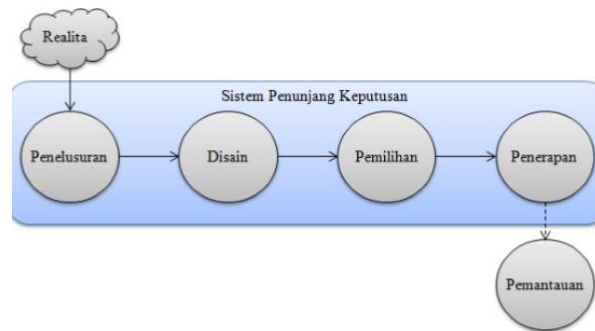 Realita
Sistem Penunjang Keputusan
Penelusuran
Disain
Pemilihan
Penerapan
Pemantauan